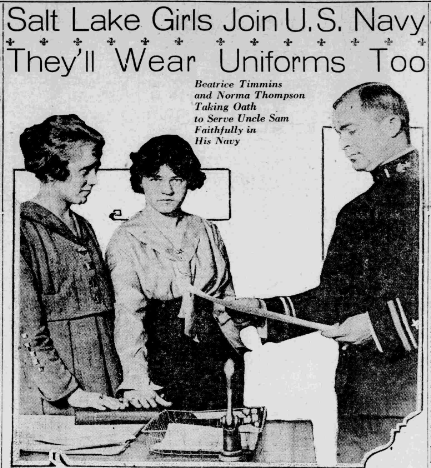 Salt Lake Girls Join U.S. Navy
They'll Wear Uniforms Too
Beatrice Timmins
and Norma Thompson
Taking Oath
to Serve Uncle Sam
Faithfully in
His Navy